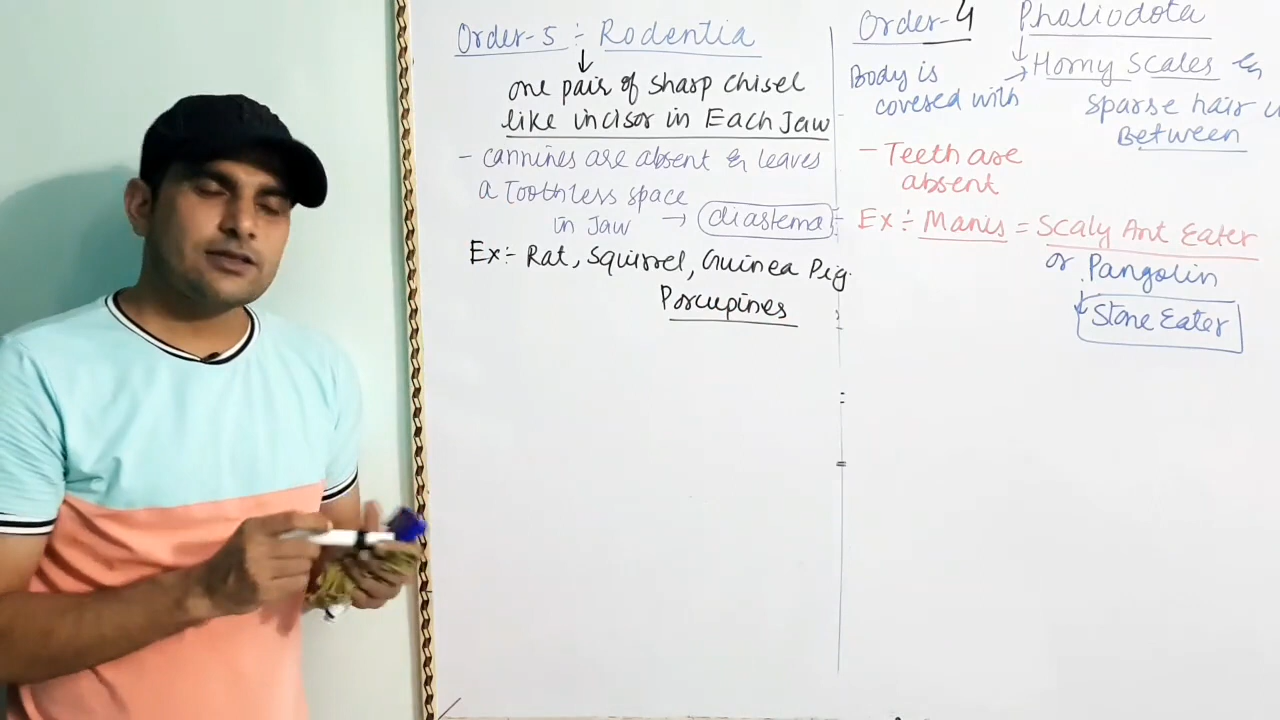 Order-5 :- Rodentia
one pair of sharp chisel
like incisor in Each Jaw
- cannines are absent & leaves
a Toothless space
in Jaw → diastema
Ex:- Rat, Squirrel, Guinea Pig.
Porcupines
Order-4 Phaliodota
Body is
covered with → Horny Scales &
sparse hair
Between
- Teeth are
absent
Ex :- Manis = Scaly Ant Eater
or Pangolin
Stone Eater